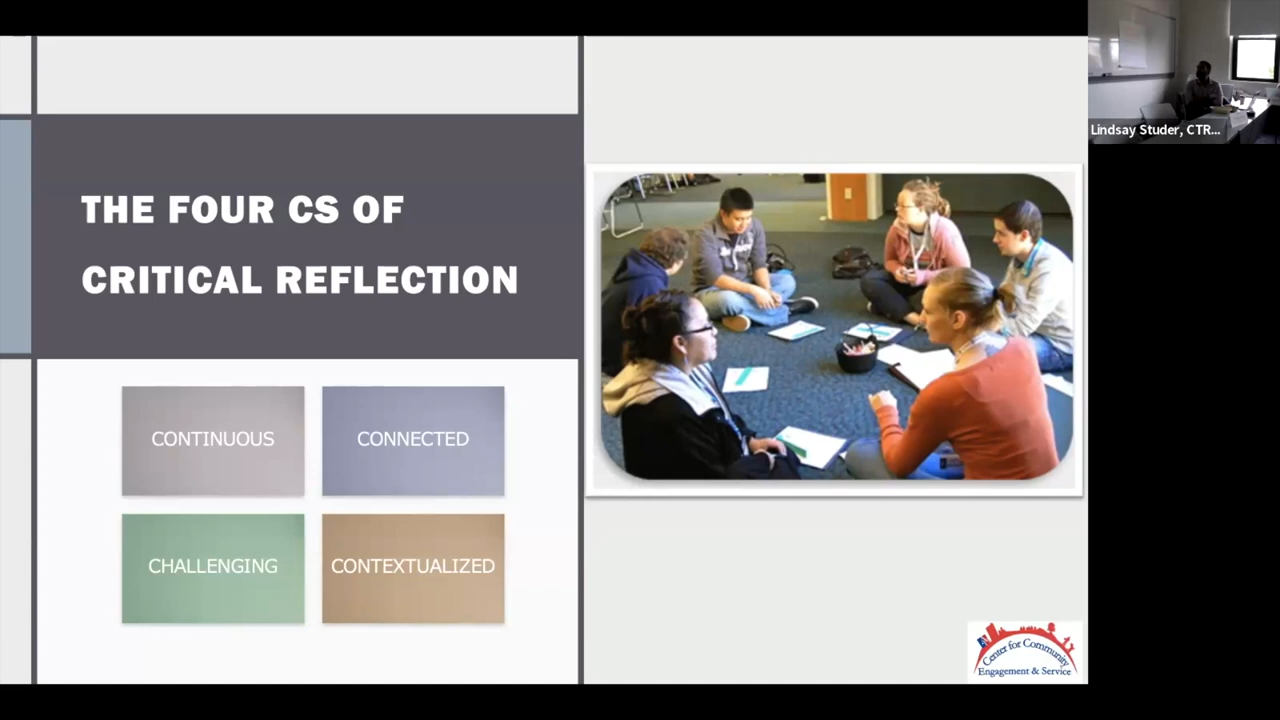 THE FOUR CS OF
CRITICAL REFLECTION
CONTINUOUS
CONNECTED
CHALLENGING
CONTEXTUALIZED
Center for Community
Engagement & Service
Lindsay Studer, CTR...